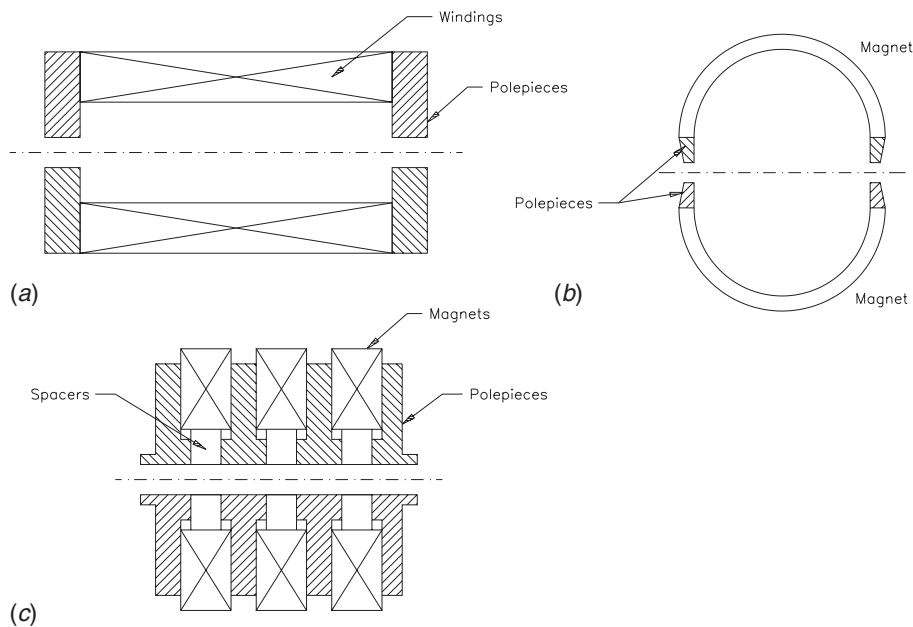 Windings
Polepieces
(a)
Magnet
Polepieces
Magnet
(b)
Magnets
Spacers
Polepieces
(c)